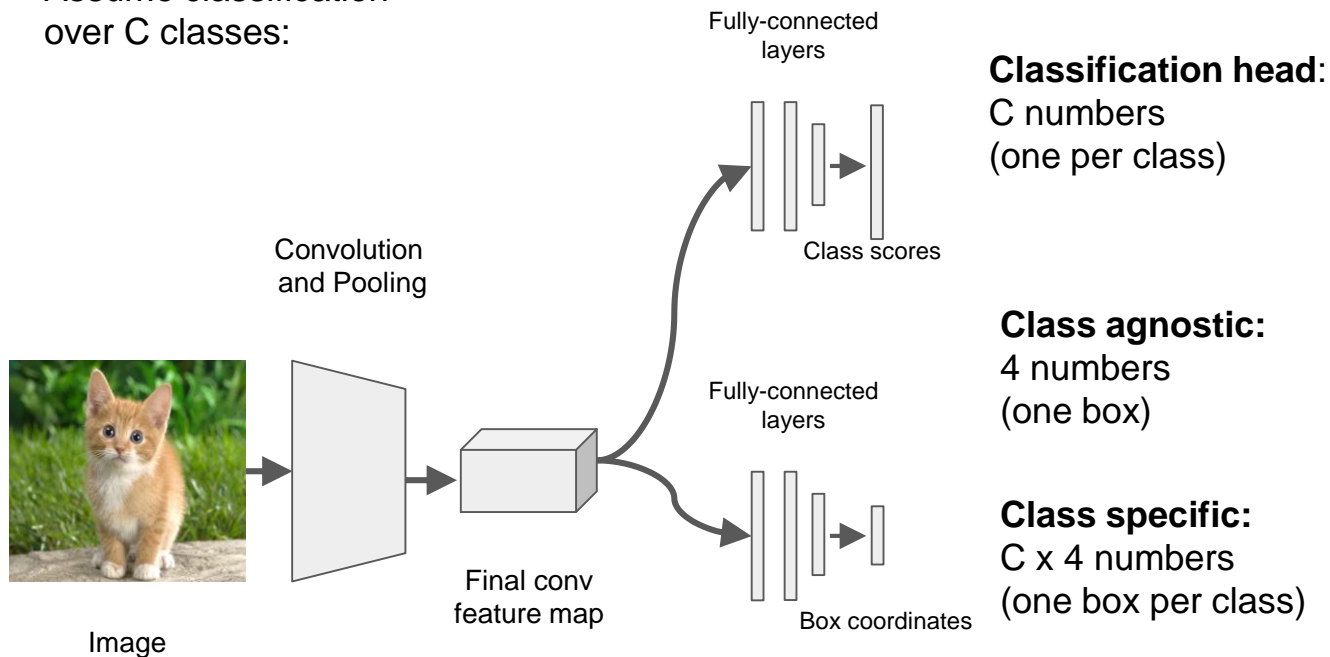 Assume classification
over C classes:
Fully-connected
layers
Classification head:
C numbers
(one per class)
Class scores
Convolution
and Pooling
Class agnostic:
4 numbers
(one box)
Fully-connected
layers
Class specific:
C x 4 numbers
(one box per class)
Final conv
feature map
Box coordinates
Image